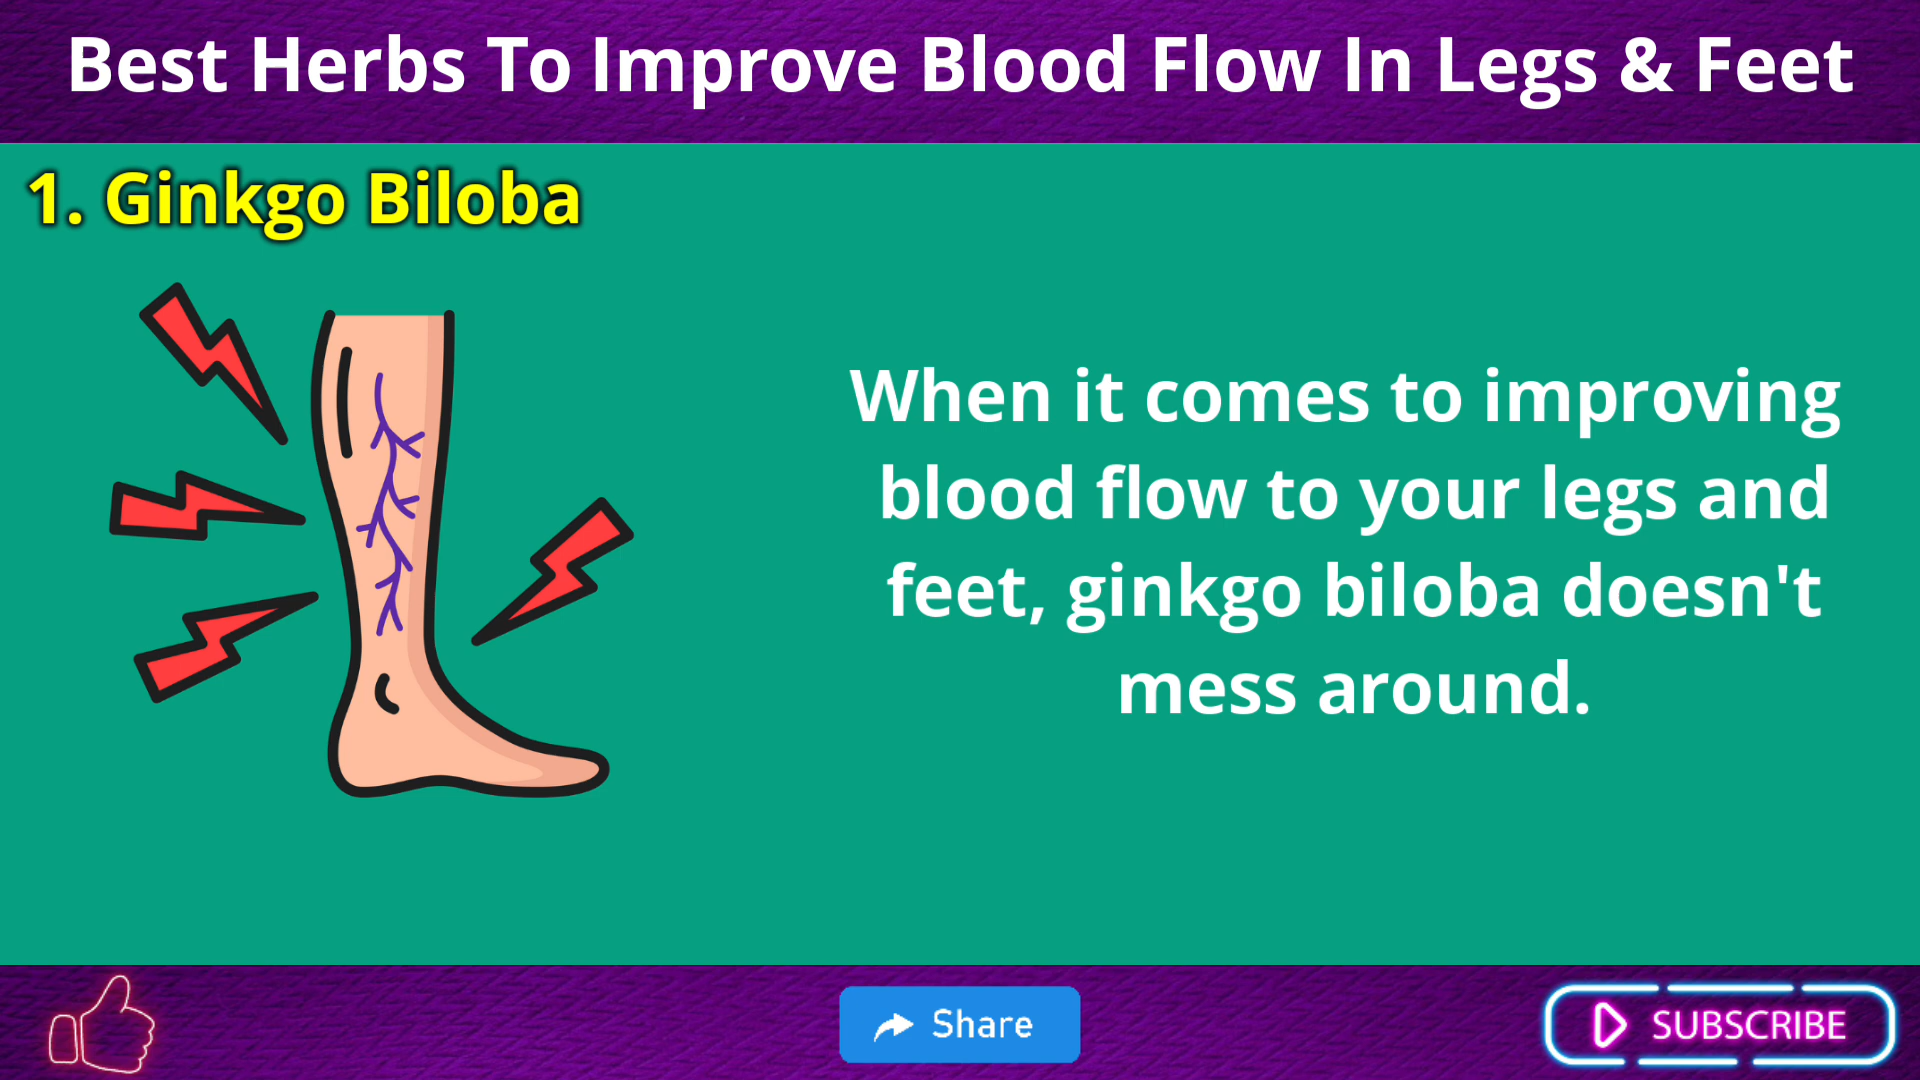 Best Herbs To Improve Blood Flow In Legs & Feet
1. Ginkgo Biloba
When it comes to improving
blood flow to your legs and
feet, ginkgo biloba doesn't
mess around.
Share
SUBSCRIBE